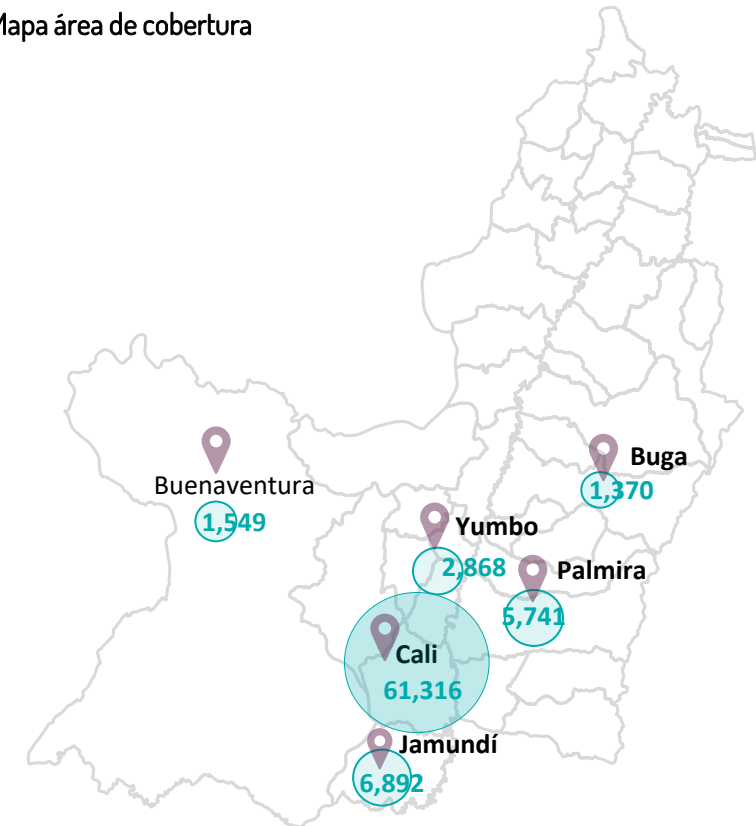 Mapa área de cobertura
Buga
1,370
Buenaventura
1,549
Yumbo
2,868
Palmira
5,741
Cali
61,316
Jamundí
6,892